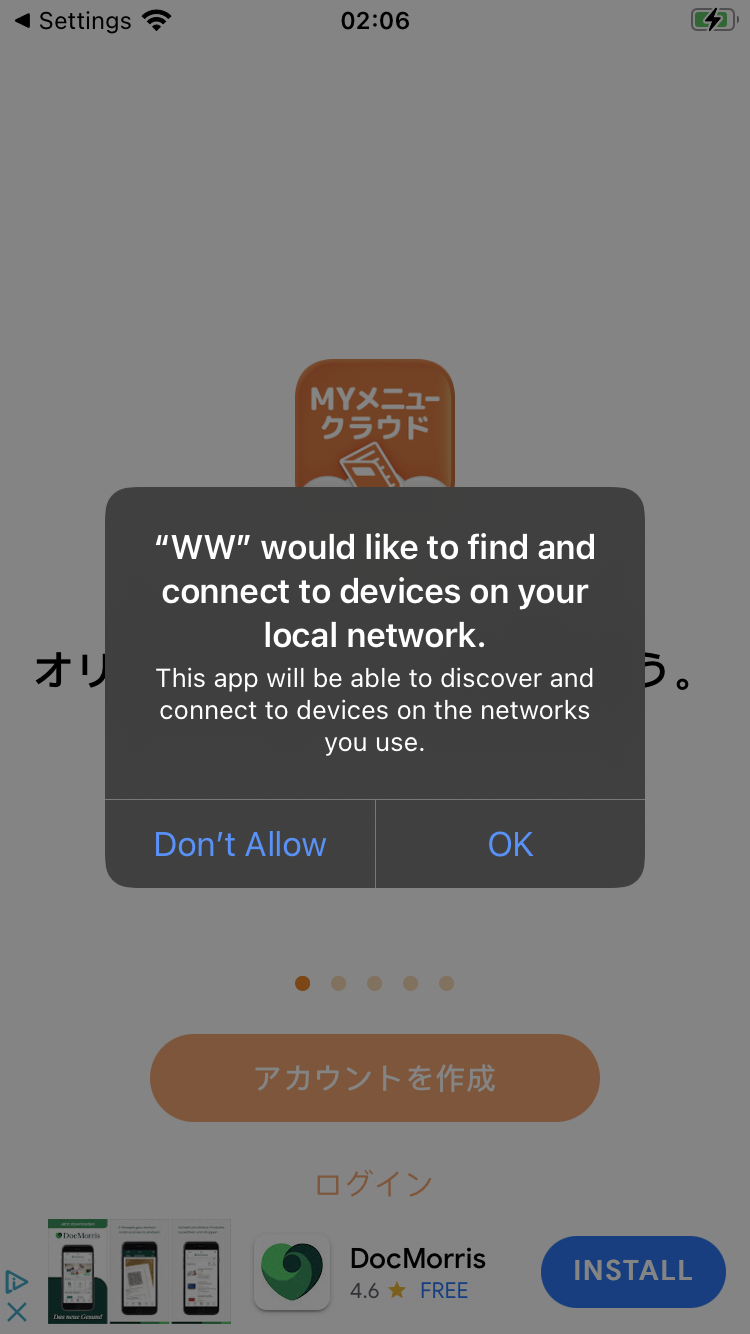 Settings
02:06
MYメニュー
クラウド
“WW” would like to find and
connect to devices on your
local network.
オリ
う。
This app will be able to discover and
connect to devices on the networks
you use.
Don’t Allow
OK
アカウントを作成
ログイン
DocMorris
Das neue Gesund
DocMorris
4.6 ★ FREE
INSTALL